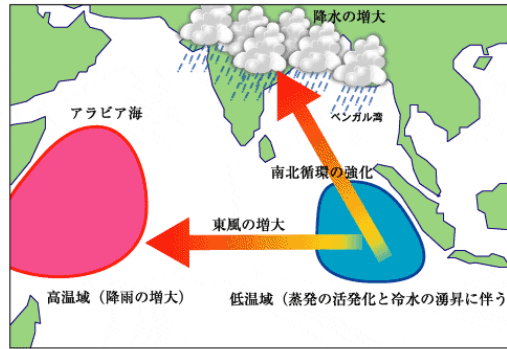 降水の増大
アラビア海
ベンガル湾
南北循環の強化
東風の増大
高温域（降雨の増大）
低温域（蒸発の活発化と冷水の湧昇に伴う